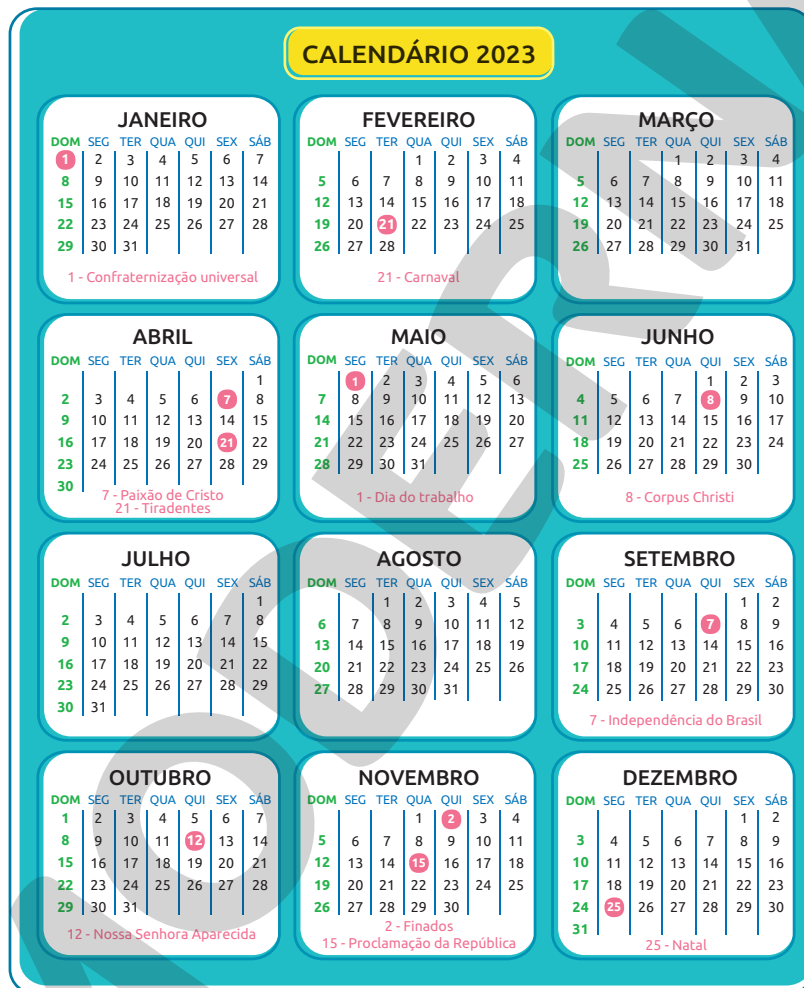 CALENDÁRIO 2023
JANEIRO
DOM SEG TER QUA QUI SEX SÁB
1 2 3 4 5 6 7
8 9 10 11 12 13 14
15 16 17 18 19 20 21
22 23 24 25 26 27 28
29 30 31
1 - Confraternização universal
FEVEREIRO
DOM SEG TER QUA QUI SEX SÁB
1 2 3 4
5 6 7 8 9 10 11
12 13 14 15 16 17 18
19 20 21 22 23 24 25
26 27 28
21 - Carnaval
MARÇO
DOM SEG TER QUA QUI SEX SÁB
1 2 3 4
5 6 7 8 9 10 11
12 13 14 15 16 17 18
19 20 21 22 23 24 25
26 27 28 29 30 31
ABRIL
DOM SEG TER QUA QUI SEX SÁB
1
2 3 4 5 6 7 8
9 10 11 12 13 14 15
16 17 18 19 20 21 22
23 24 25 26 27 28 29
30
7 - Paixão de Cristo
21 - Tiradentes
MAIO
DOM SEG TER QUA QUI SEX SÁB
1 2 3 4 5 6
7 8 9 10 11 12 13
14 15 16 17 18 19 20
21 22 23 24 25 26 27
28 29 30 31
1 - Dia do trabalho
JUNHO
DOM SEG TER QUA QUI SEX SÁB
1 2 3
4 5 6 7 8 9 10
11 12 13 14 15 16 17
18 19 20 21 22 23 24
25 26 27 28 29 30
8 - Corpus Christi
JULHO
DOM SEG TER QUA QUI SEX SÁB
1
2 3 4 5 6 7 8
9 10 11 12 13 14 15
16 17 18 19 20 21 22
23 24 25 26 27 28 29
30 31
AGOSTO
DOM SEG TER QUA QUI SEX SÁB
1 2 3 4 5
6 7 8 9 10 11 12
13 14 15 16 17 18 19
20 21 22 23 24 25 26
27 28 29 30 31
SETEMBRO
DOM SEG TER QUA QUI SEX SÁB
1 2
3 4 5 6 7 8 9
10 11 12 13 14 15 16
17 18 19 20 21 22 23
24 25 26 27 28 29 30
7 - Independência do Brasil
OUTUBRO
DOM SEG TER QUA QUI SEX SÁB
1 2 3 4 5 6 7
8 9 10 11 12 13 14
15 16 17 18 19 20 21
22 23 24 25 26 27 28
29 30 31
12 - Nossa Senhora Aparecida
NOVEMBRO
DOM SEG TER QUA QUI SEX SÁB
1 2 3 4
5 6 7 8 9 10 11
12 13 14 15 16 17 18
19 20 21 22 23 24 25
26 27 28 29 30
2 - Finados
15 - Proclamação da República
DEZEMBRO
DOM SEG TER QUA QUI SEX SÁB
1 2
3 4 5 6 7 8 9
10 11 12 13 14 15 16
17 18 19 20 21 22 23
24 25 26 27 28 29 30
31
25 - Natal
MODERNA